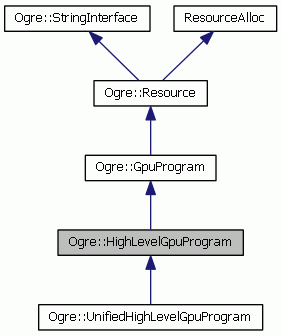 Ogre::StringInterface
ResourceAlloc
Ogre::Resource
Ogre::GpuProgram
Ogre::HighLevelGpuProgram
Ogre::UnifiedHighLevelGpuProgram